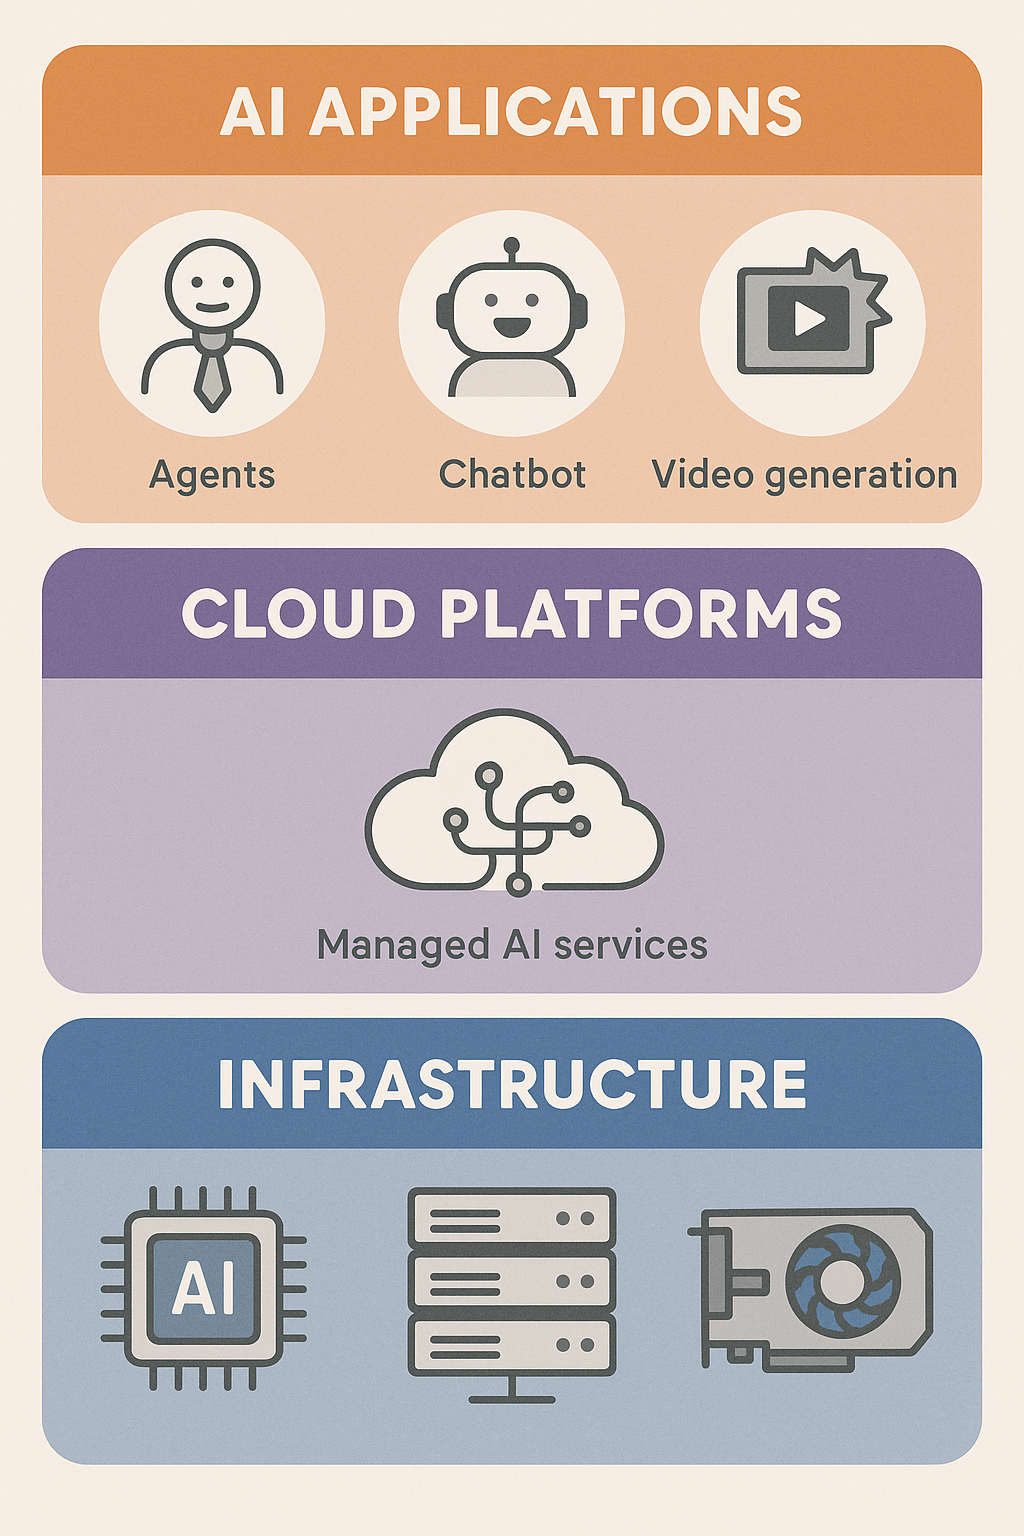 AI APPLICATIONS
Agents
Chatbot
Video generation
CLOUD PLATFORMS
Managed AI services
INFRASTRUCTURE
AI